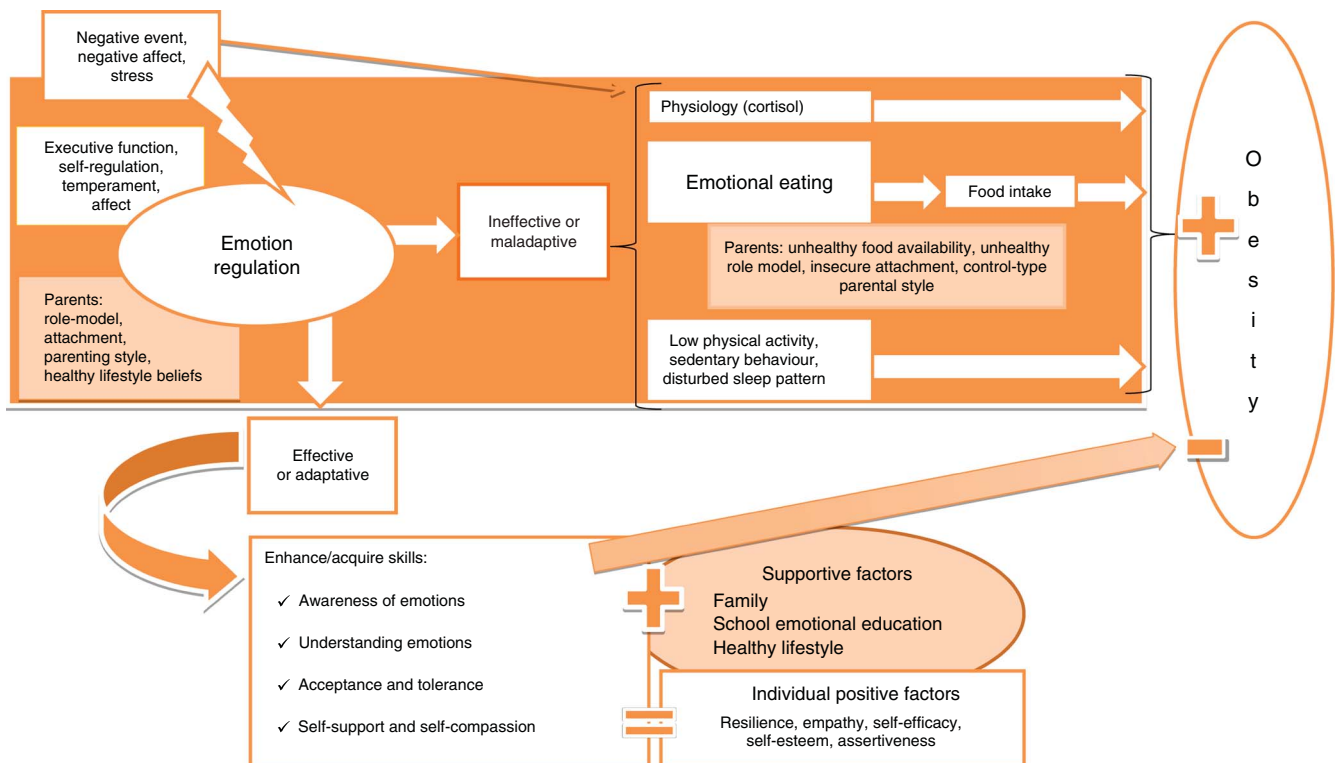 Negative event,
negative affect,
stress
Executive function,
self-regulation,
temperament,
affect
Emotion
regulation
Parents:
role-model,
attachment,
parenting style,
healthy lifestyle beliefs
Ineffective or
maladaptive
Physiology (cortisol)
Emotional eating
Food intake
Parents: unhealthy food availability, unhealthy
role model, insecure attachment, control-type
parental style
Low physical activity,
sedentary behaviour,
disturbed sleep pattern
O
b
e
s
i
t
y
Effective
or adaptative
Enhance/acquire skills:
✓ Awareness of emotions
✓ Understanding emotions
✓ Acceptance and tolerance
✓ Self-support and self-compassion
Supportive factors
Family
School emotional education
Healthy lifestyle
Individual positive factors
Resilience, empathy, self-efficacy,
self-esteem, assertiveness